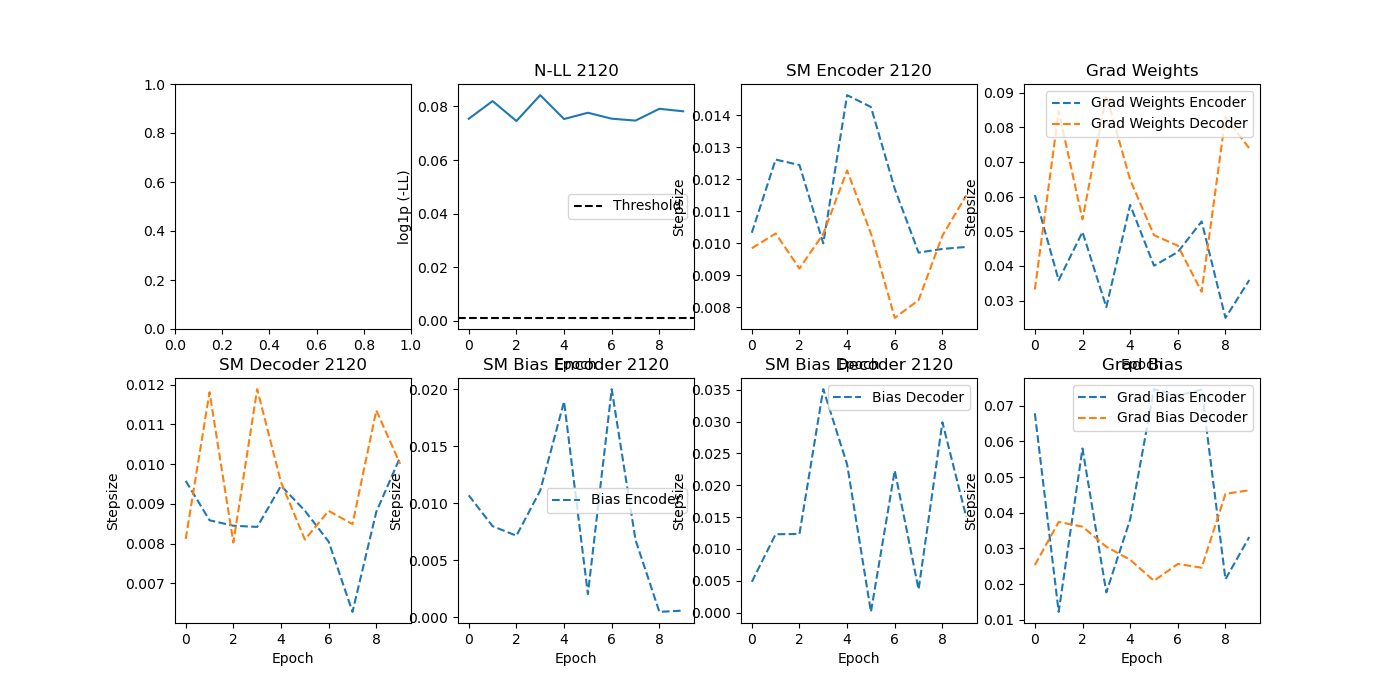 N-LL 2120
SM Encoder 2120
Grad Weights
1.0
0.8
0.6
0.4
0.2
0.0
0.0 0.2 0.4 0.6 0.8 1.0
log1p (-LL)
0.08
0.06
0.04
0.02
0.00
Threshold
0 2 4 6 8
Epoch
Stepsize
0.014
0.013
0.012
0.011
0.010
0.009
0.008
0 2 4 6 8
Epoch
Stepsize
0.09
0.08
0.07
0.06
0.05
0.04
0.03
Grad Weights Encoder
Grad Weights Decoder
0 2 4 6 8
Epoch
SM Decoder 2120
SM Bias Encoder 2120
SM Bias Decoder 2120
Grad Bias
Stepsize
0.012
0.011
0.010
0.009
0.008
0.007
0 2 4 6 8
Epoch
Stepsize
0.020
0.015
0.010
0.005
0.000
Bias Encoder
0 2 4 6 8
Epoch
Stepsize
0.035
0.030
0.025
0.020
0.015
0.010
0.005
0.000
Bias Decoder
0 2 4 6 8
Epoch
0.07
0.06
0.05
0.04
0.03
0.02
0.01
Grad Bias Encoder
Grad Bias Decoder
0 2 4 6 8
Epoch